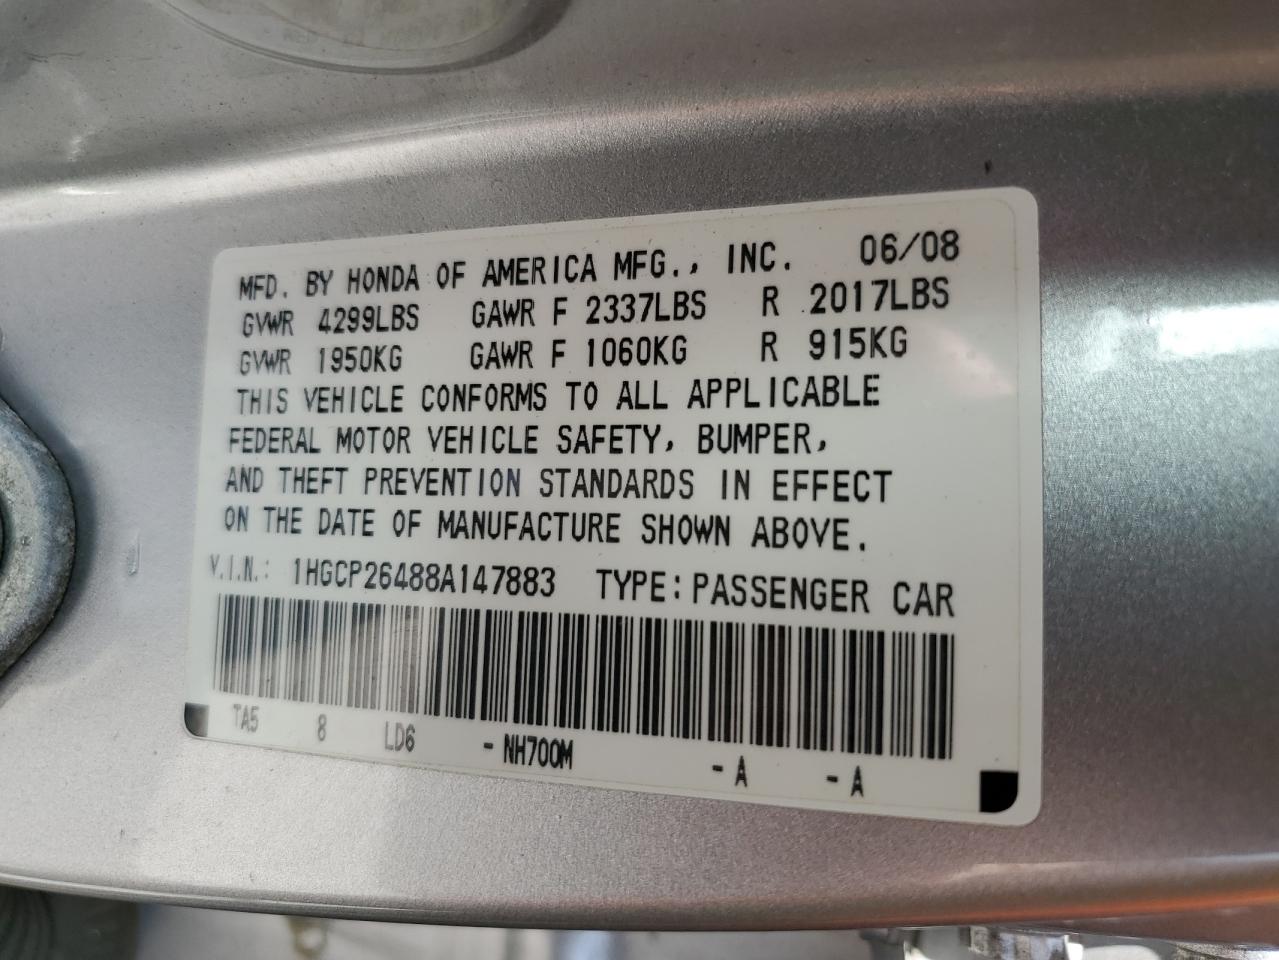 MFD. BY HONDA OF AMERICA MFG., INC. 06/08
GVWR 4299LBS GAWR F 2337LBS R 2017LBS
GVWR 1950KG GAWR F 1060KG R 915KG
THIS VEHICLE CONFORMS TO ALL APPLICABLE
FEDERAL MOTOR VEHICLE SAFETY, BUMPER,
AND THEFT PREVENTION STANDARDS IN EFFECT
ON THE DATE OF MANUFACTURE SHOWN ABOVE.
V.I.N.: 1HGCP26488A147883 TYPE: PASSENGER CAR
TA5 8 LD6 - NH700M - A - A